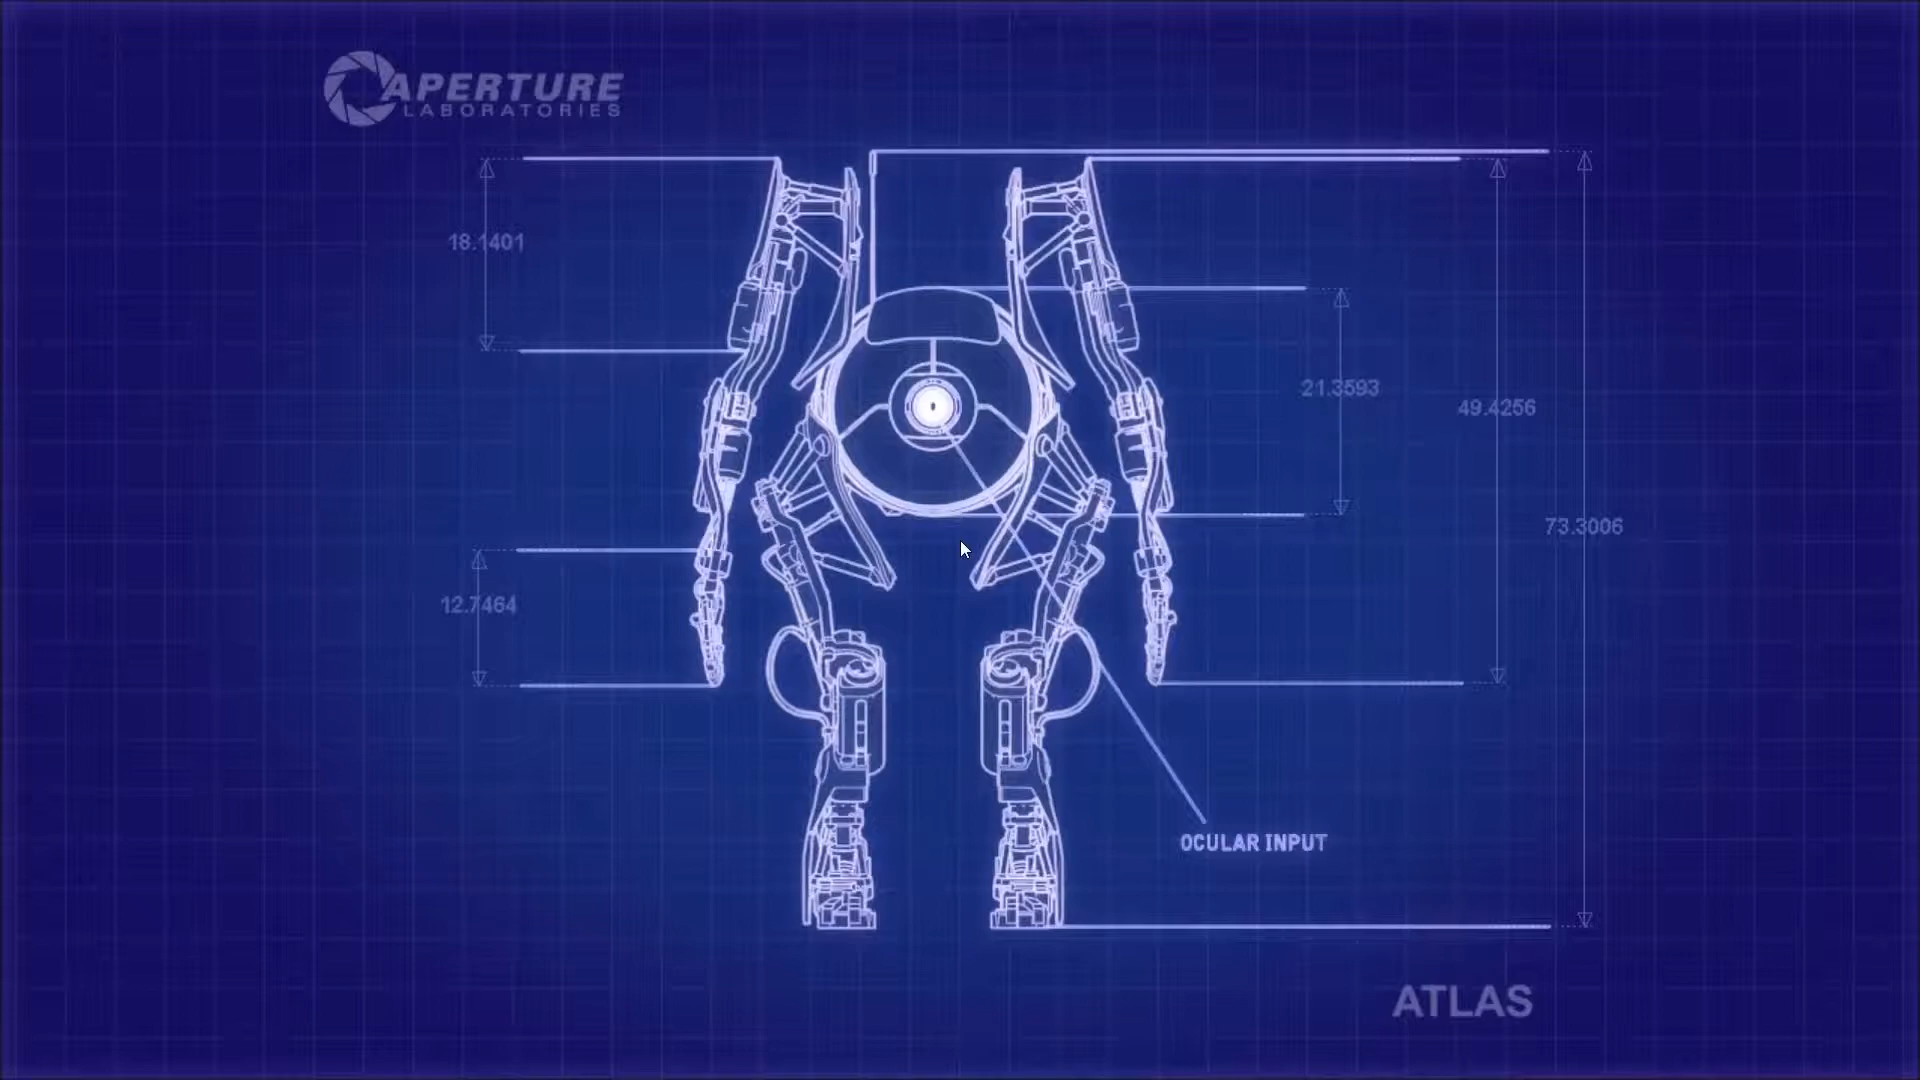 APERTURE
LABORATORIES
18.1401
21.3593
49.4256
73.3006
12.7464
OCULAR INPUT
ATLAS